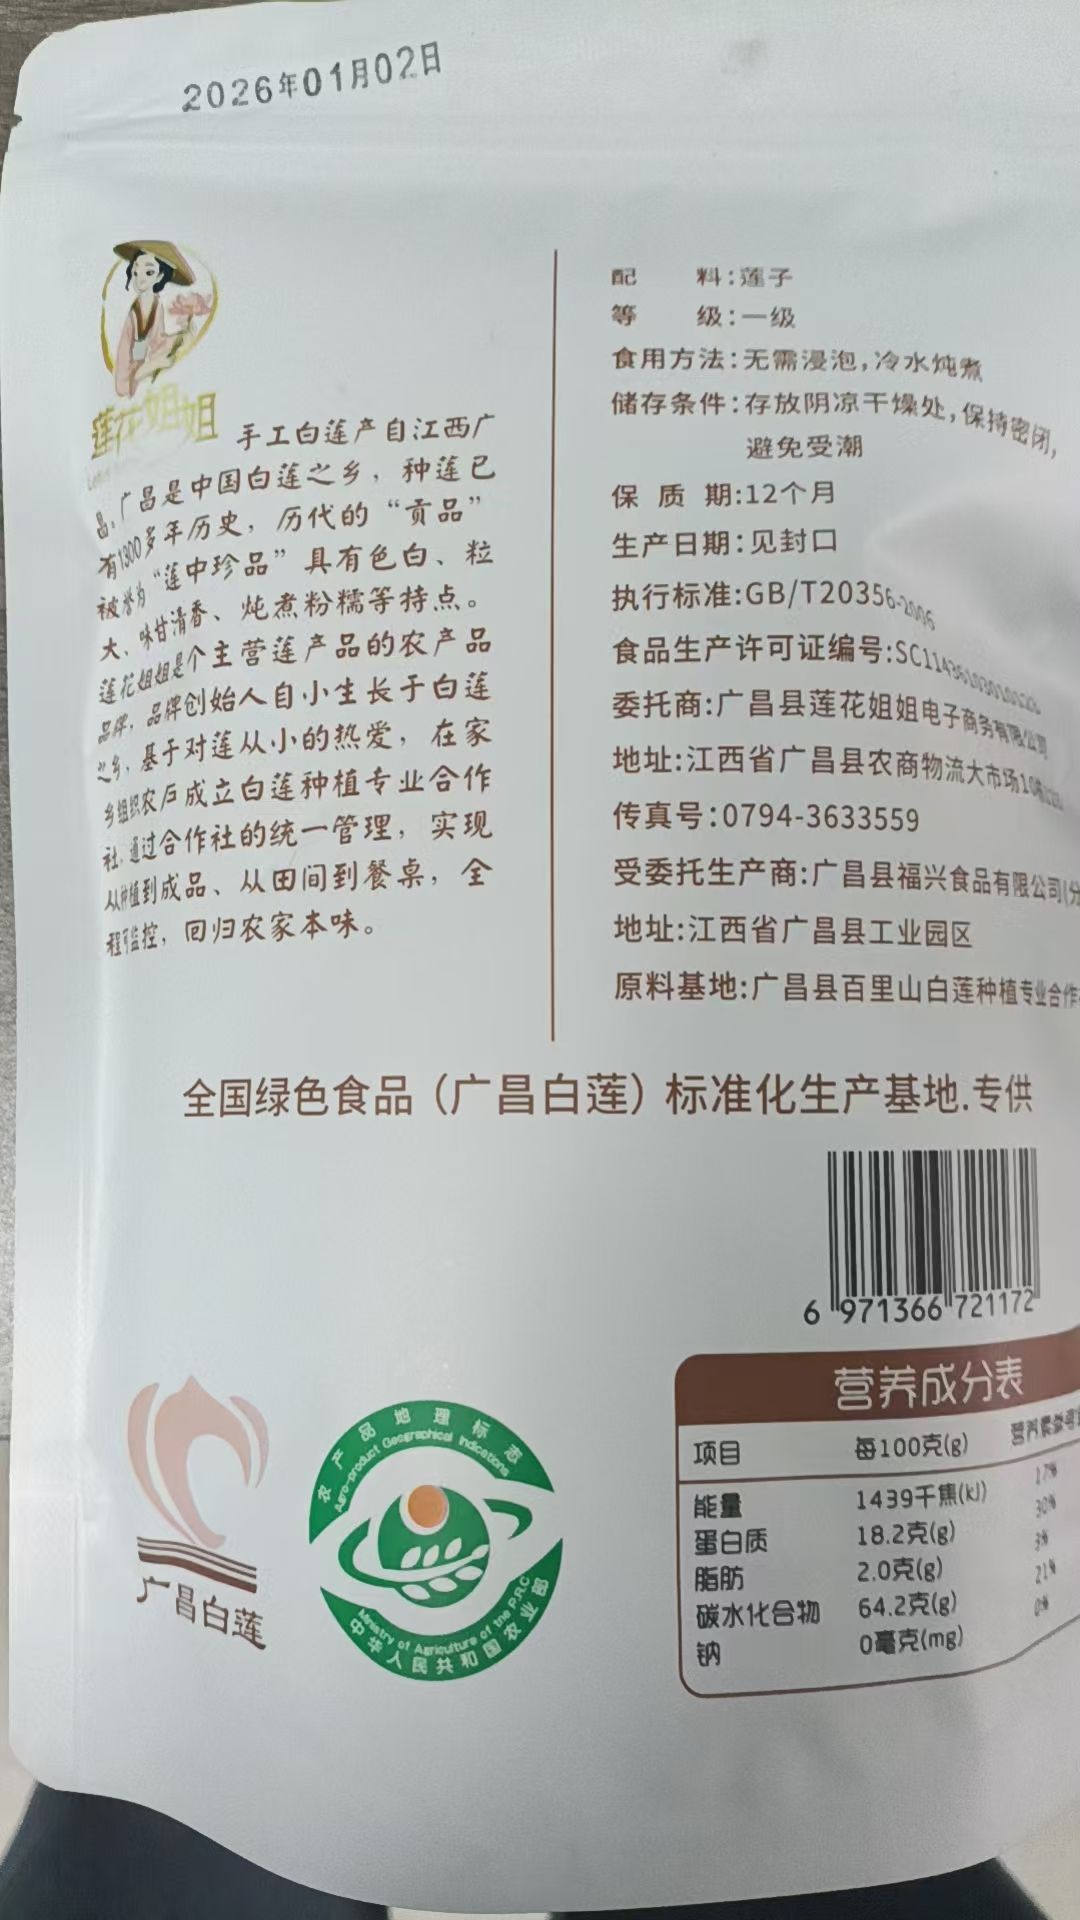 2026年01月02日
莲花姐姐
手工白莲产自江西广
昌,广昌是中国白莲之乡，种莲已
有1300多年历史，历代的“贡品”
被誉为“莲中珍品”具有色白、粒
大、味甘清香、炖煮粉糯等特点。
莲花姐姐是个主营莲产品的农产品
品牌，品牌创始人自小生长于白莲
之乡，基于对莲从小的热爱，在家
乡组织农户成立白莲种植专业合作
社,通过合作社的统一管理，实现
从种植到成品、从田间到餐桌，全
程可监控，回归农家本味。
配料:莲子
等级:一级
食用方法:无需浸泡,冷水炖煮
储存条件:存放阴凉干燥处,保持密闭,
避免受潮
保质期:12个月
生产日期:见封口
执行标准:GB/T20356-2006
食品生产许可证编号:
委托商:广昌县莲花姐姐电子商务有限公司
地址:江西省广昌县农商物流大市场
传真号:0794-3633559
受委托生产商:广昌县福兴食品有限公司(分
地址:江西省广昌县工业园区
原料基地:广昌县百里山白莲种植专业合作
全国绿色食品（广昌白莲）标准化生产基地.专供
6 971366 721172
广昌白莲
农产品地理标志
Agro-product Geographical Indications
Ministry of Agriculture of the P.R.C
中华人民共和国农业部
营养成分表
项目 每100克(g) 营养素参考
能量 1439千焦(kJ) 17%
蛋白质 18.2克(g) 30%
脂肪 2.0克(g) 3%
碳水化合物 64.2克(g) 21%
钠 0毫克(mg) 0%